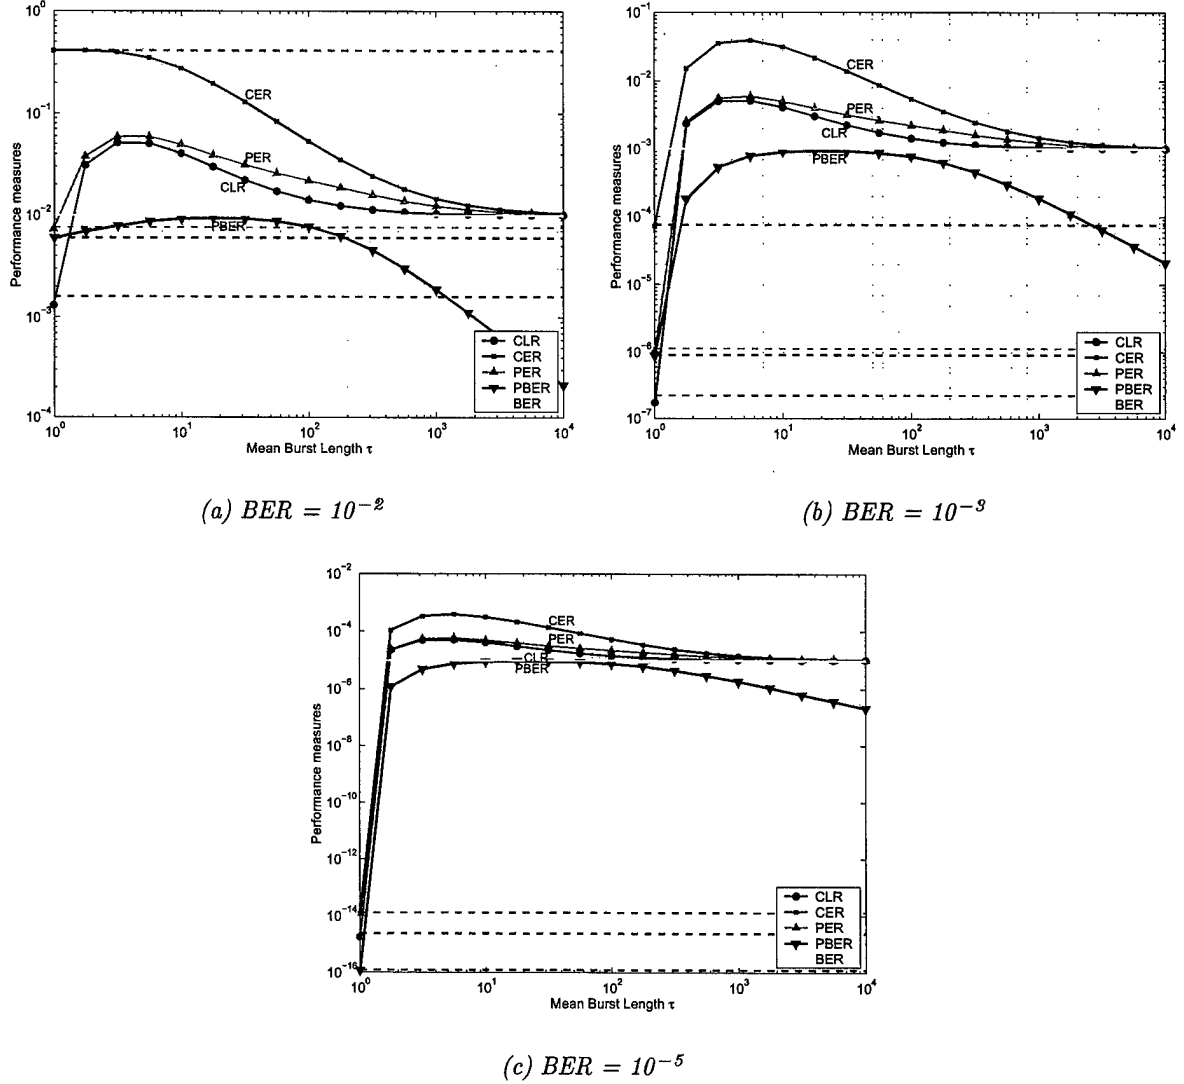 10^0
10^-1
10^-2
10^-3
10^-4
Performance measures
CER
PER
CLR
PBER
CLR
CER
PER
PBER
BER
10^0 10^1 10^2 10^3 10^4
Mean Burst Length τ
(a) BER = 10^-2
10^-1
10^-2
10^-3
10^-4
10^-5
10^-6
10^-7
Performance measures
CER
PER
CLR
PBER
CLR
CER
PER
PBER
BER
10^0 10^1 10^2 10^3 10^4
Mean Burst Length τ
(b) BER = 10^-3
10^-2
10^-4
10^-6
10^-8
10^-10
10^-12
10^-14
10^-16
Performance measures
CER
PER
CLR
PBER
CLR
CER
PER
PBER
BER
10^0 10^1 10^2 10^3 10^4
Mean Burst Length τ
(c) BER = 10^-5